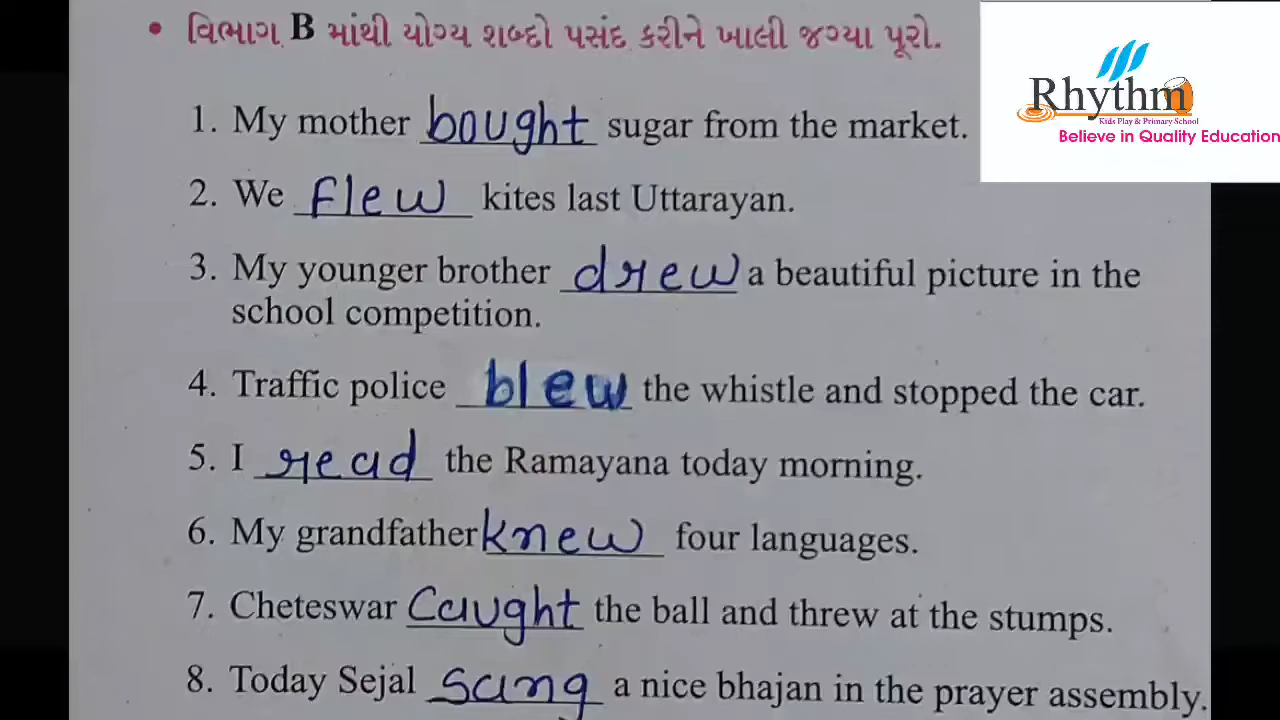 • વિભાગ B માંથી યોગ્ય શબ્દો પસંદ કરીને ખાલી જગ્યા પૂરો.
Rhythm
Kids Play & Primary School
Believe in Quality Education
1. My mother bought sugar from the market.
2. We flew kites last Uttarayan.
3. My younger brother drew a beautiful picture in the
school competition.
4. Traffic police blew the whistle and stopped the car.
5. I read the Ramayana today morning.
6. My grandfather knew four languages.
7. Cheteswar Caught the ball and threw at the stumps.
8. Today Sejal sang a nice bhajan in the prayer assembly.